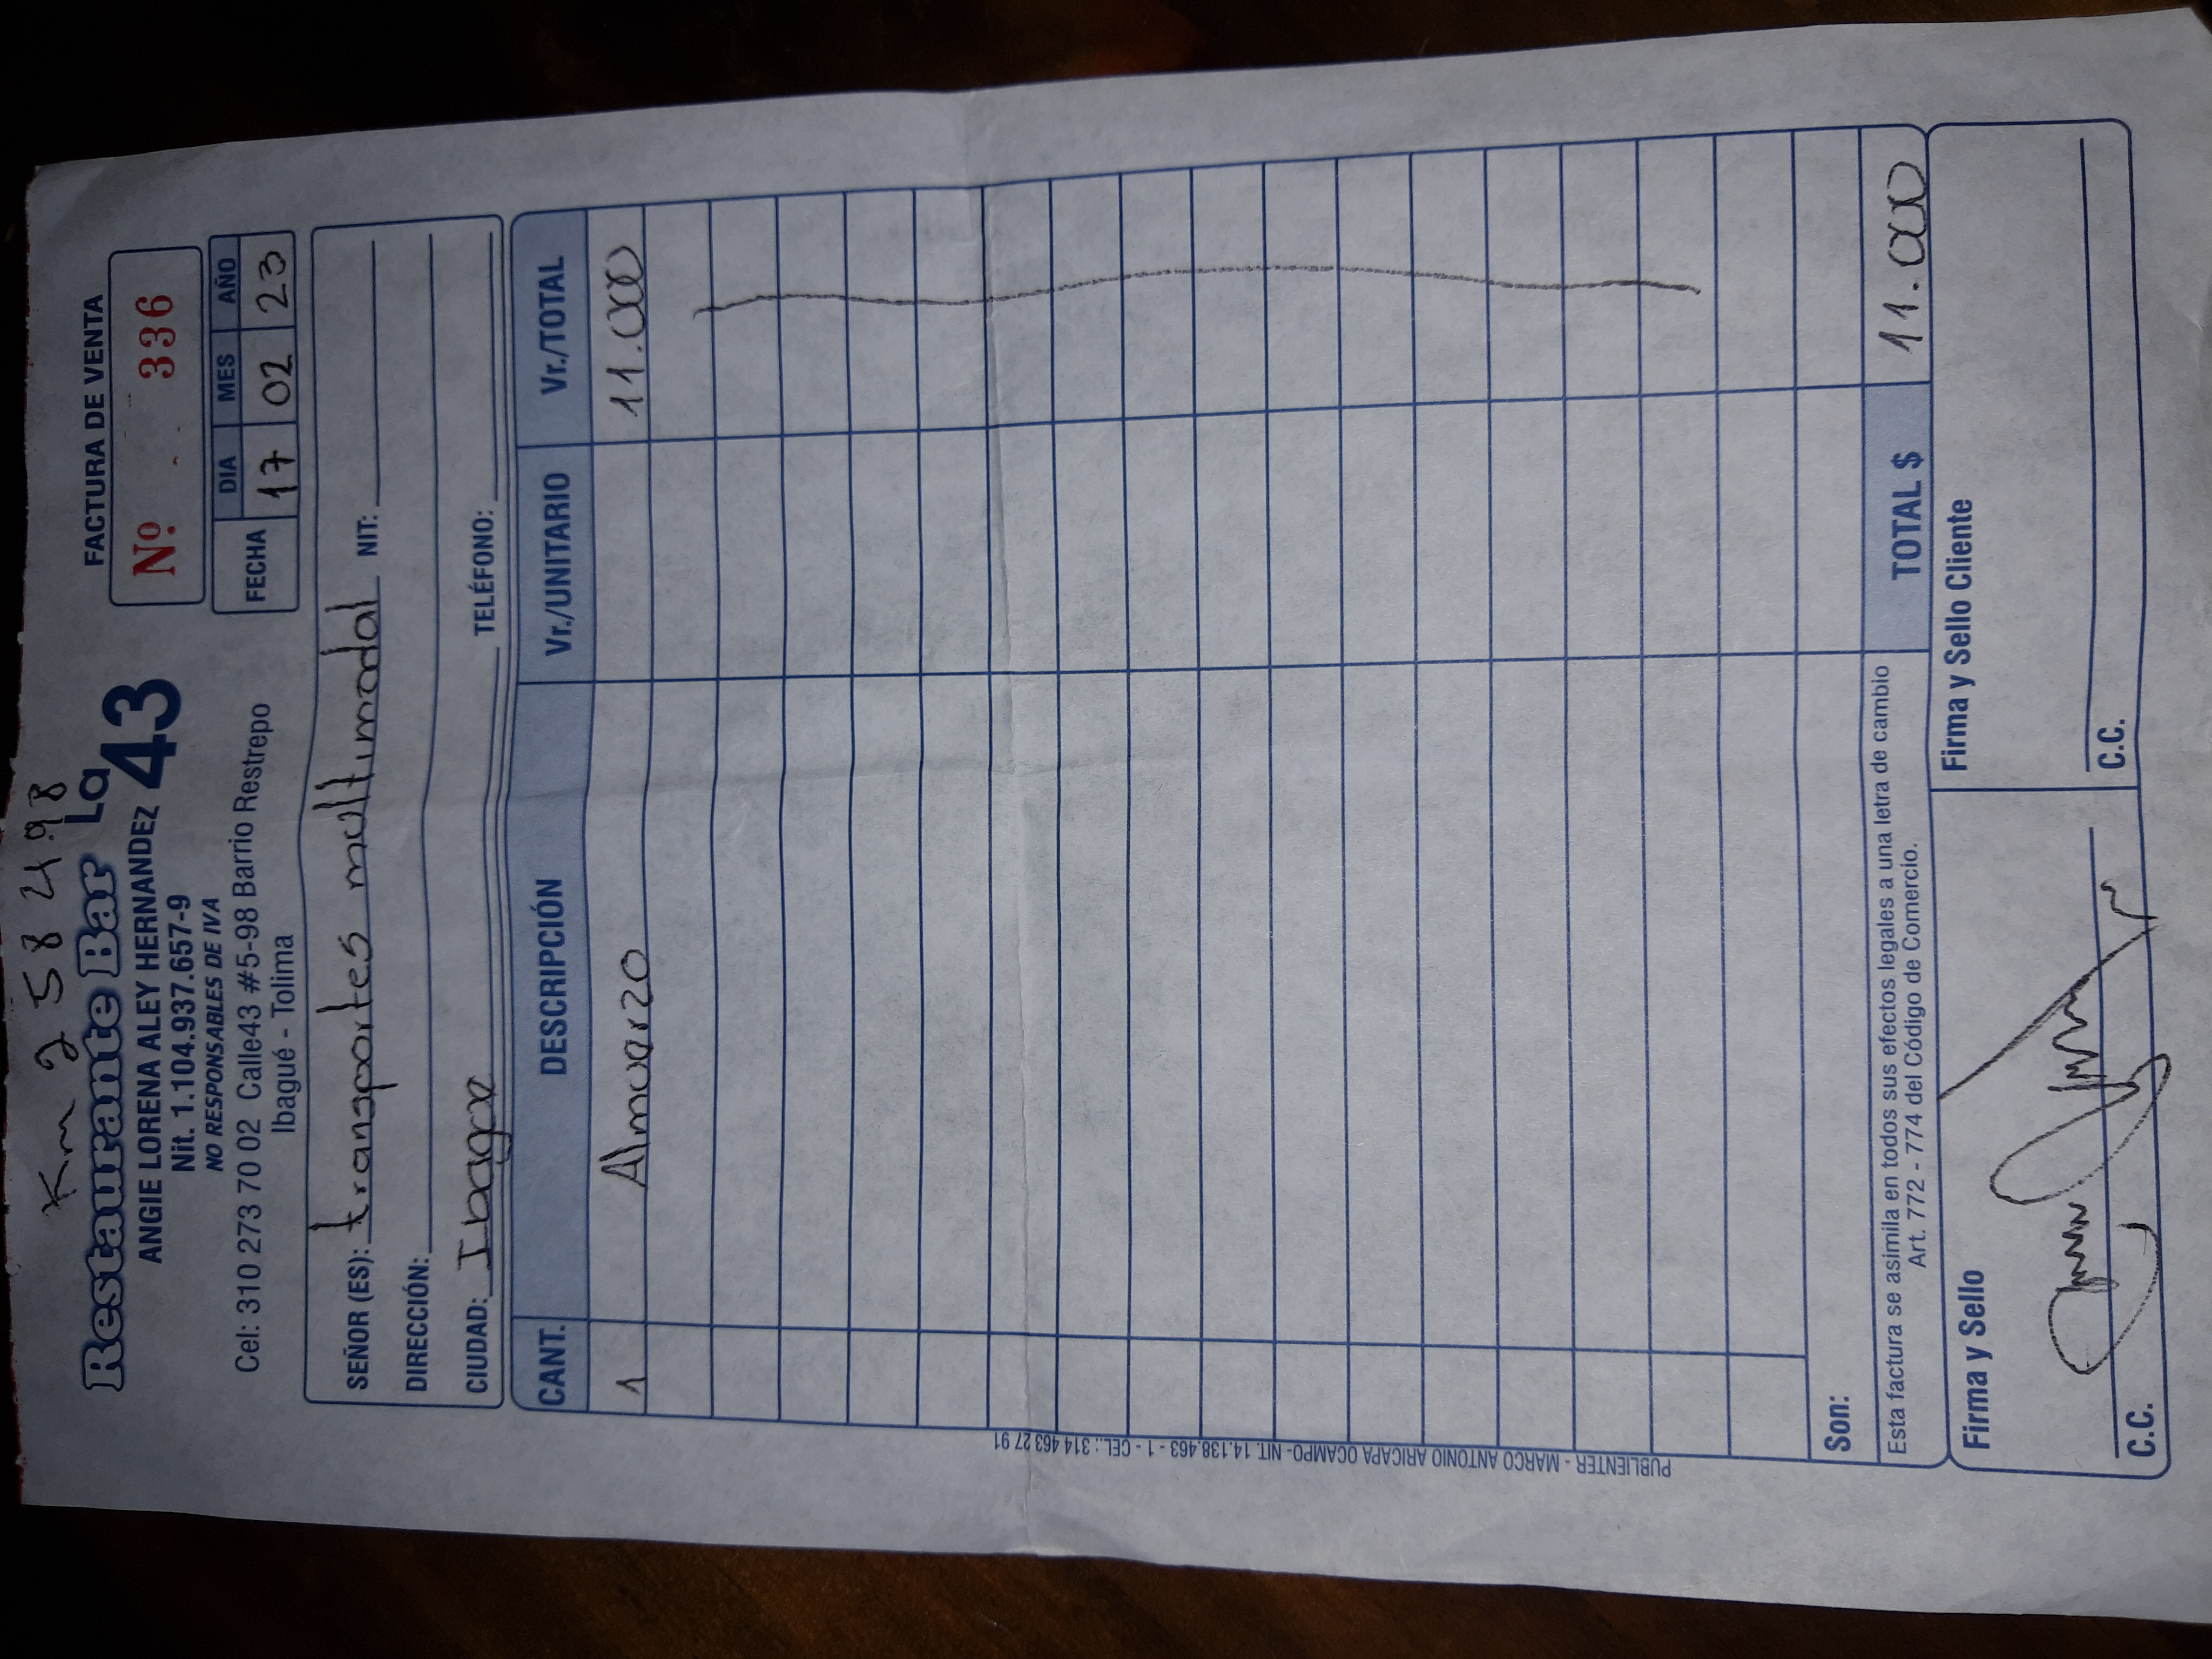 Km 258498
Restaurante Bar La 43
ANGIE LORENA ALEY HERNANDEZ
Nit. 1.104.937.657-9
NO RESPONSABLES DE IVA
Cel: 310 273 70 02 Calle43 #5-98 Barrio Restrepo
Ibagué - Tolima
FACTURA DE VENTA
Nº. 336
FECHA DIA MES AÑO
17 02 23
SEÑOR (ES): transportes multimodal NIT:
DIRECCIÓN:
CIUDAD: Ibague TELÉFONO:
CANT. DESCRIPCIÓN Vr./UNITARIO Vr./TOTAL
1 Almuerzo 11.000
Son:
Esta factura se asimila en todos sus efectos legales a una letra de cambio
Art. 772 - 774 del Código de Comercio.
TOTAL $ 11.000
Firma y Sello
C.C.
Firma y Sello Cliente
C.C.
PUBLIENTER - MARCO ANTONIO ARICAPA OCAMPO- NIT. 14.138.463 - 1 - CEL.: 314 463 27 91